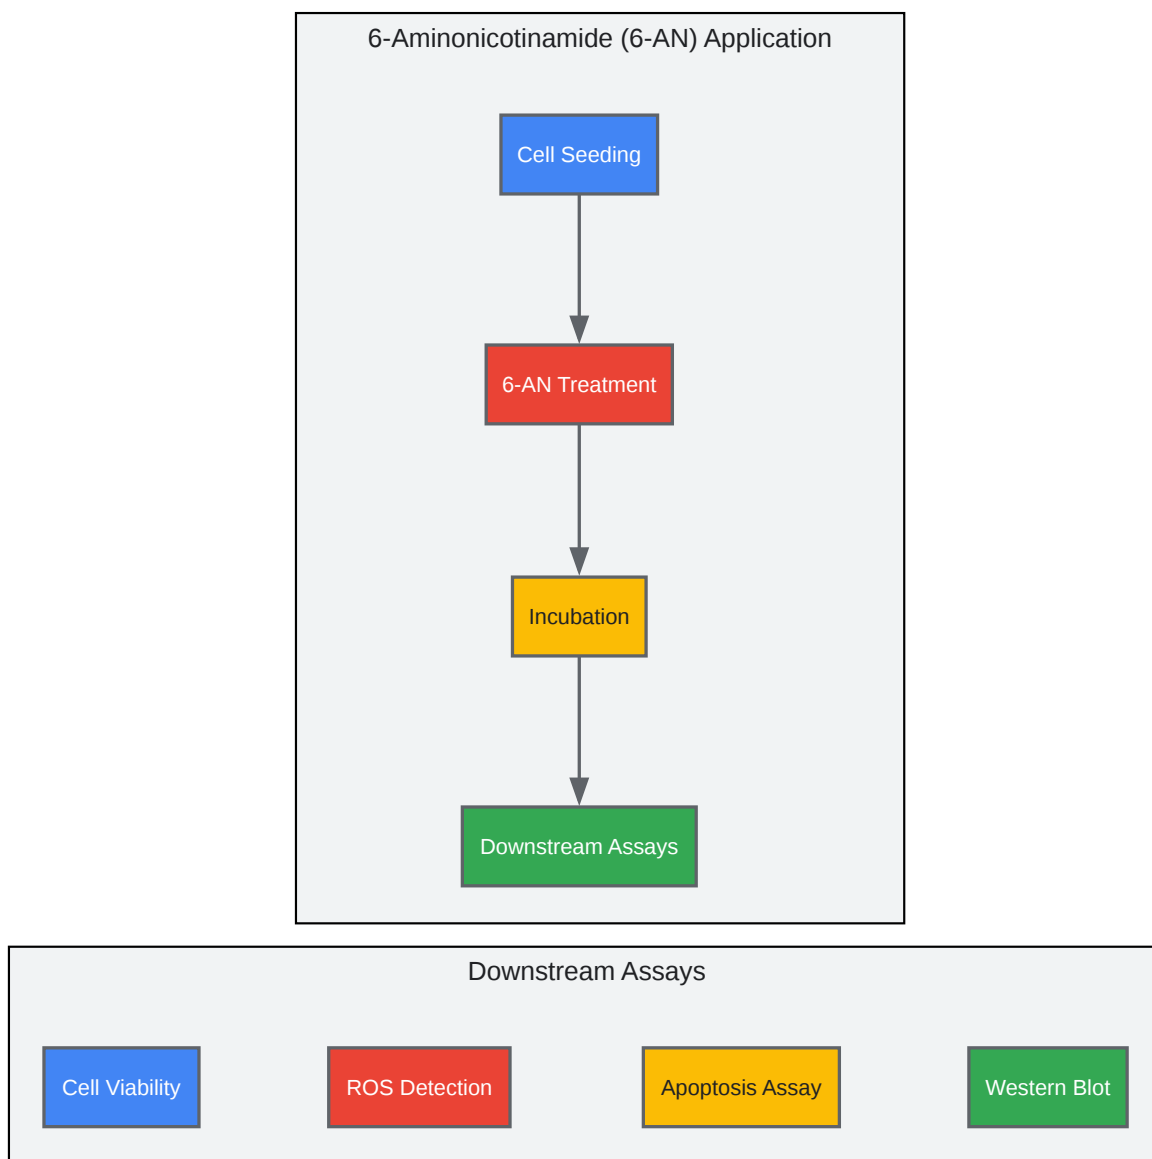 6-Aminonicotinamide (6-AN) Application
Cell Seeding
6-AN Treatment
Incubation
Downstream Assays
Downstream Assays
Cell Viability
ROS Detection
Apoptosis Assay
Western Blot